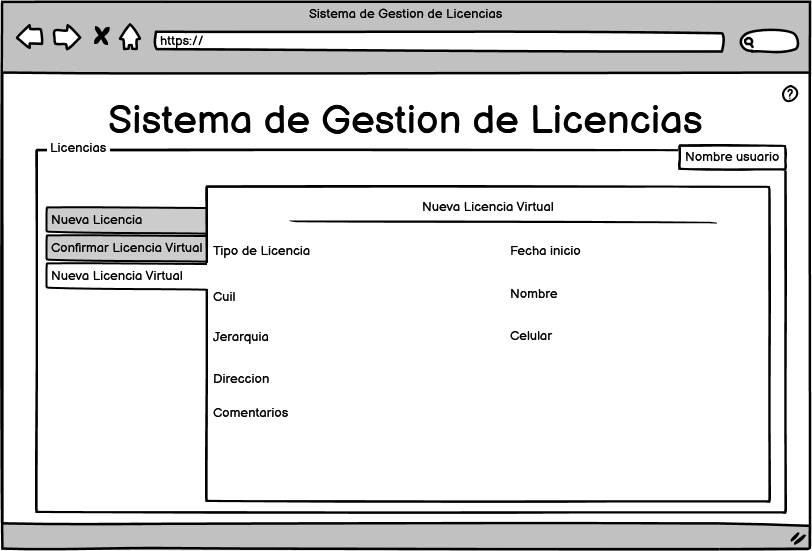 Sistema de Gestion de Licencias
https://
?
Sistema de Gestion de Licencias
Licencias
Nombre usuario
Nueva Licencia
Confirmar Licencia Virtual
Nueva Licencia Virtual
Nueva Licencia Virtual
Tipo de Licencia Fecha inicio
Cuil Nombre
Jerarquia Celular
Direccion
Comentarios